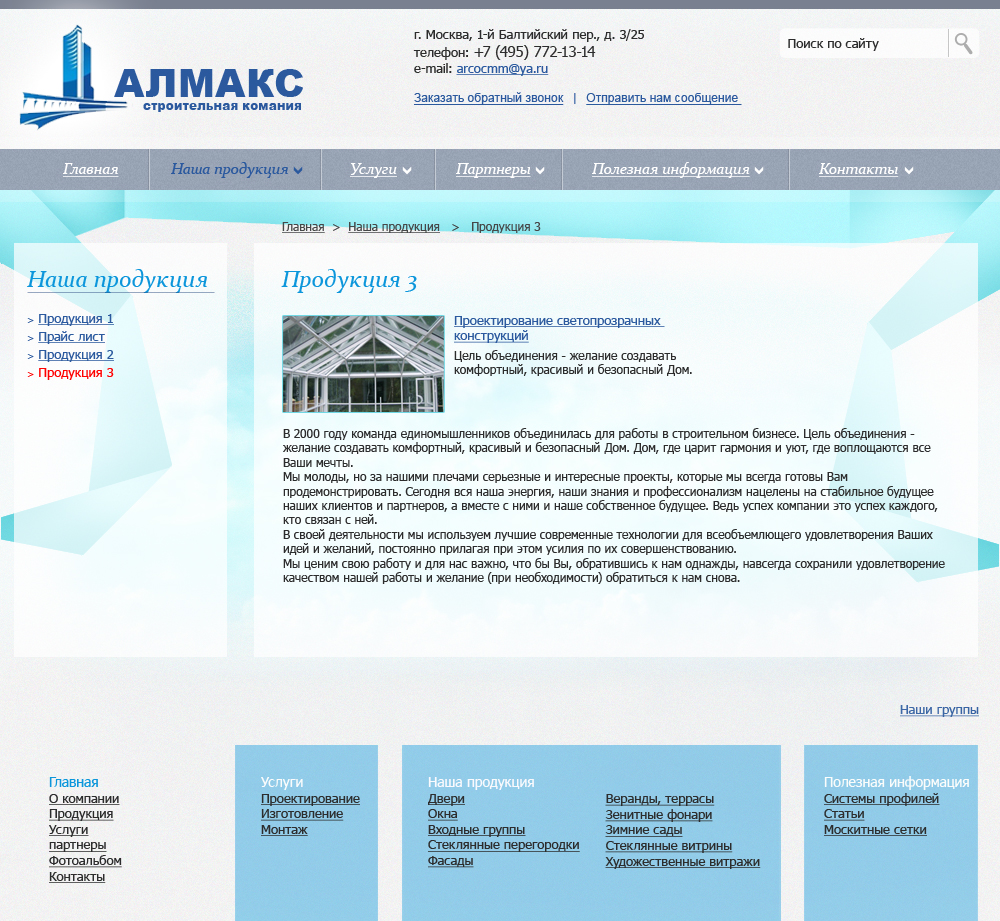 АЛМАКС
строительная комания
г. Москва, 1-й Балтийский пер., д. 3/25
телефон: +7 (495) 772-13-14
e-mail: arcocmm@ya.ru
Заказать обратный звонок | Отправить нам сообщение
Поиск по сайту
Главная Наша продукция Услуги Партнеры Полезная информация Контакты
Главная > Наша продукция > Продукция 3
Наша продукция
> Продукция 1
> Прайс лист
> Продукция 2
> Продукция 3
Продукция 3
Проектирование светопрозрачных
конструкций
Цель объединения - желание создавать
комфортный, красивый и безопасный Дом.
В 2000 году команда единомышленников объединилась для работы в строительном бизнесе. Цель объединения -
желание создавать комфортный, красивый и безопасный Дом. Дом, где царит гармония и уют, где воплощаются все
Ваши мечты.
Мы молоды, но за нашими плечами серьезные и интересные проекты, которые мы всегда готовы Вам
продемонстрировать. Сегодня вся наша энергия, наши знания и профессионализм нацелены на стабильное будущее
наших клиентов и партнеров, а вместе с ними и наше собственное будущее. Ведь успех компании это успех каждого,
кто связан с ней.
В своей деятельности мы используем лучшие современные технологии для всеобъемлющего удовлетворения Ваших
идей и желаний, постоянно прилагая при этом усилия по их совершенствованию.
Мы ценим свою работу и для нас важно, что бы Вы, обратившись к нам однажды, навсегда сохранили удовлетворение
качеством нашей работы и желание (при необходимости) обратиться к нам снова.
Наши группы
Главная
О компании
Продукция
Услуги
партнеры
Фотоальбом
Контакты
Услуги
Проектирование
Изготовление
Монтаж
Наша продукция
Двери
Окна
Входные группы
Стеклянные перегородки
Фасады
Веранды, террасы
Зенитные фонари
Зимние сады
Стеклянные витрины
Художественные витражи
Полезная информация
Системы профилей
Статьи
Москитные сетки